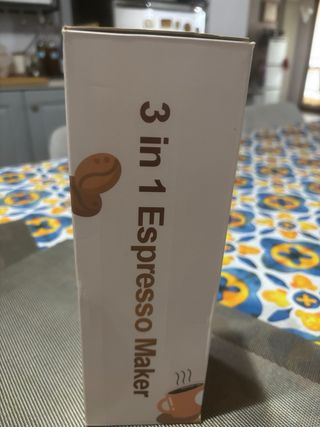 3 in 1 Espresso Maker